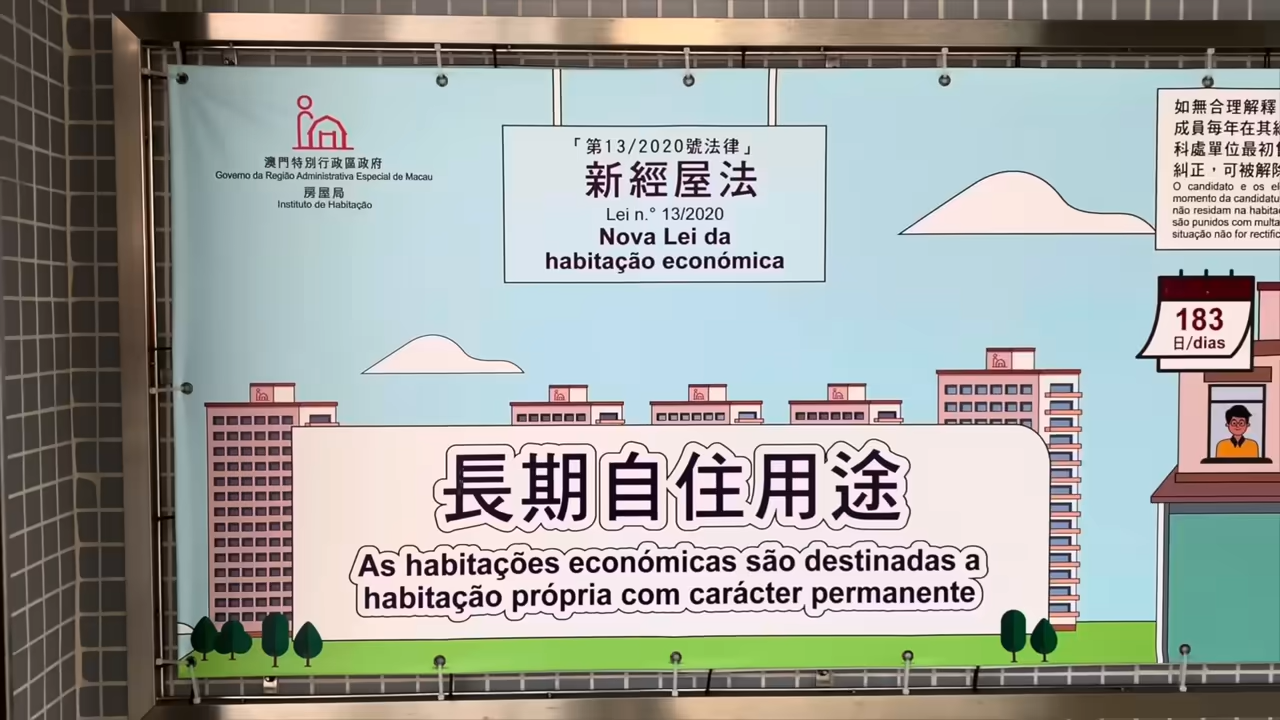 澳門特別行政區政府
Governo da Região Administrativa Especial de Macau
房屋局
Instituto de Habitação
「第13/2020號法律」
新經屋法
Lei n.° 13/2020
Nova Lei da
habitação económica
如無合理解釋
成員每年在其
科處單位最初
糾正，可被解除
O candidato e os
momento da
não residam na
são punidos com multa
situação não for
183
日/dias
長期自住用途
As habitações económicas são destinadas a
habitação própria com carácter permanente